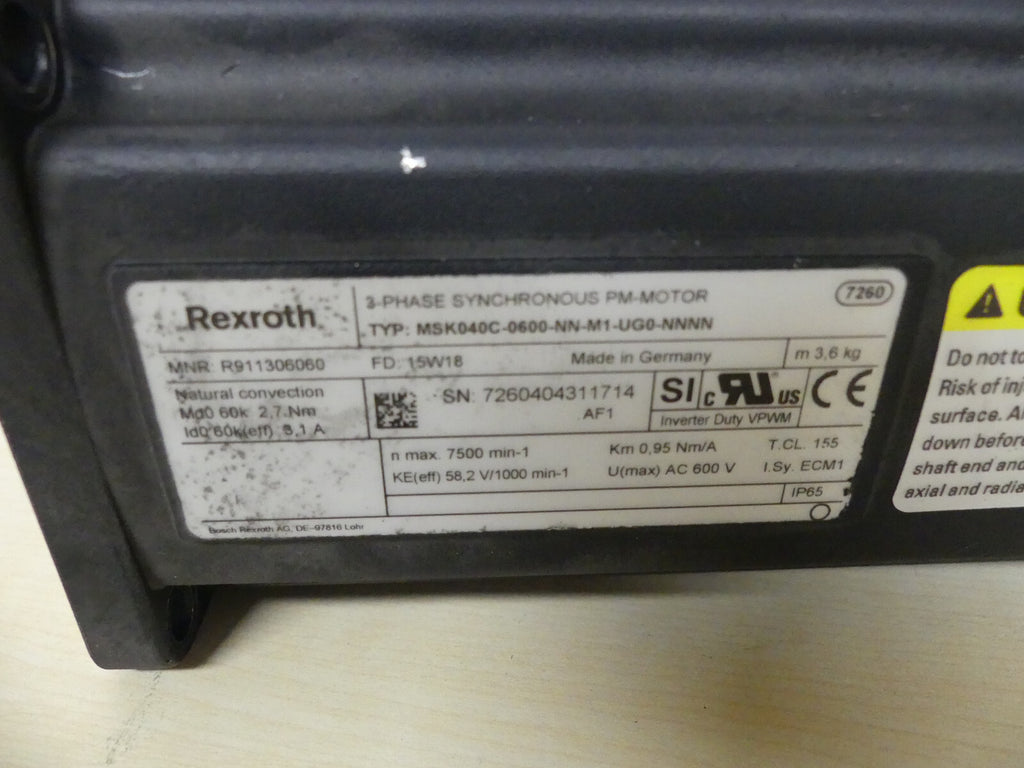 Rexroth
3-PHASE SYNCHRONOUS PM-MOTOR
7260
TYP: MSK040C-0600-NN-M1-UG0-NNNN
MNR: R911306060 FD: 15W18 Made in Germany m 3,6 kg
Natural convection
Md0 60k 2,7 Nm
Id0 60k(eff) 3,1 A
SN: 7260404311714
AF1
SI
c RU® US
CE
Inverter Duty VPWM
n max. 7500 min-1 Km 0,95 Nm/A T.CL. 155
KE(eff) 58,2 V/1000 min-1 U(max) AC 600 V I.Sy. ECM1
IP65
Bosch Rexroth AG, DE-97816 Lohr
Do not to
Risk of inj
surface.
down before
shaft end and
axial and radia